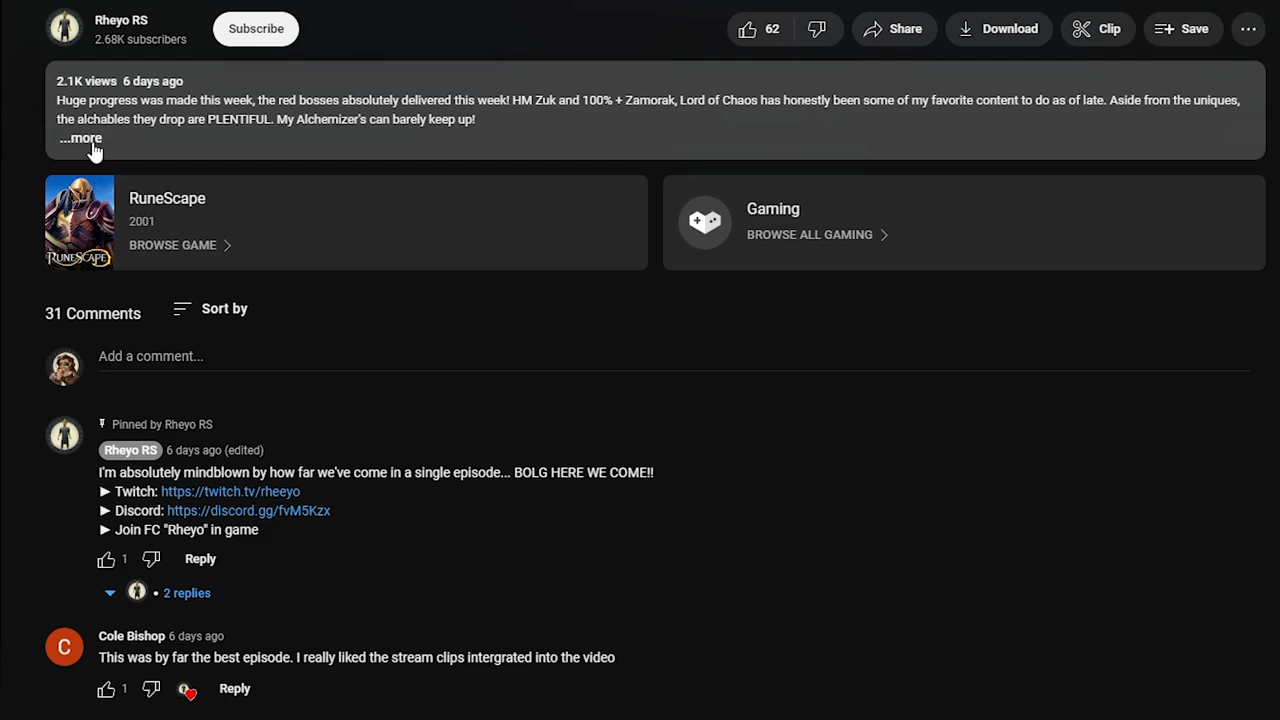 Rheyo RS
2.68K subscribers
Subscribe
62
Share
Download
Clip
Save
2.1K views 6 days ago
Huge progress was made this week, the red bosses absolutely delivered this week! HM Zuk and 100% + Zamorak, Lord of Chaos has honestly been some of my favorite content to do as of late. Aside from the uniques,
the alchables they drop are PLENTIFUL. My Alchemizer's can barely keep up!
...more
RuneScape
2001
BROWSE GAME
RUNESCAPE
Gaming
BROWSE ALL GAMING
31 Comments
Sort by
Add a comment...
Pinned by Rheyo RS
Rheyo RS 6 days ago (edited)
I'm absolutely mindblown by how far we've come in a single episode... BOLG HERE WE COME!!
► Twitch: https://twitch.tv/rheeyo
► Discord: https://discord.gg/fvM5Kzx
► Join FC "Rheyo" in game
1
Reply
• 2 replies
C
Cole Bishop 6 days ago
This was by far the best episode. I really liked the stream clips intergrated into the video
1
Reply